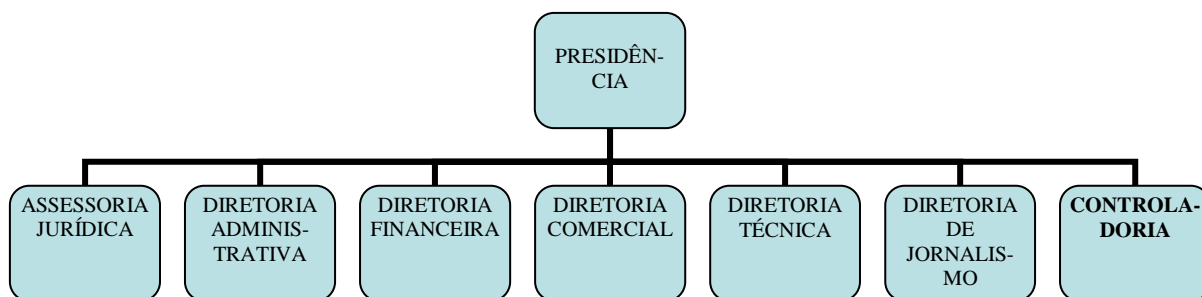 PRESIDÊN-
CIA
ASSESSORIA
JURÍDICA
DIRETORIA
ADMINIS-
TRATIVA
DIRETORIA
FINANCEIRA
DIRETORIA
COMERCIAL
DIRETORIA
TÉCNICA
DIRETORIA
DE
JORNALIS-
MO
CONTROLA-
DORIA